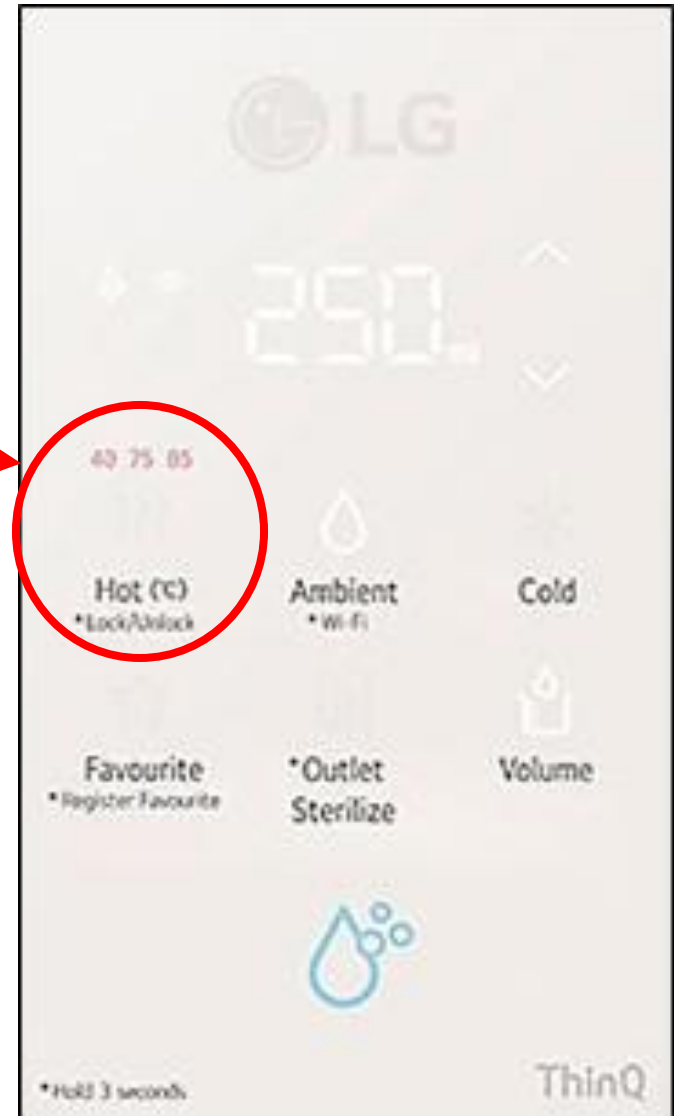 LG
250
40 75 85
Hot (°C)
*Lock/Unlock
Ambient
*Wi-Fi
Cold
Favourite
*Register Favourite
*Outlet
Sterilize
Volume
*Hold 3 seconds
ThinQ